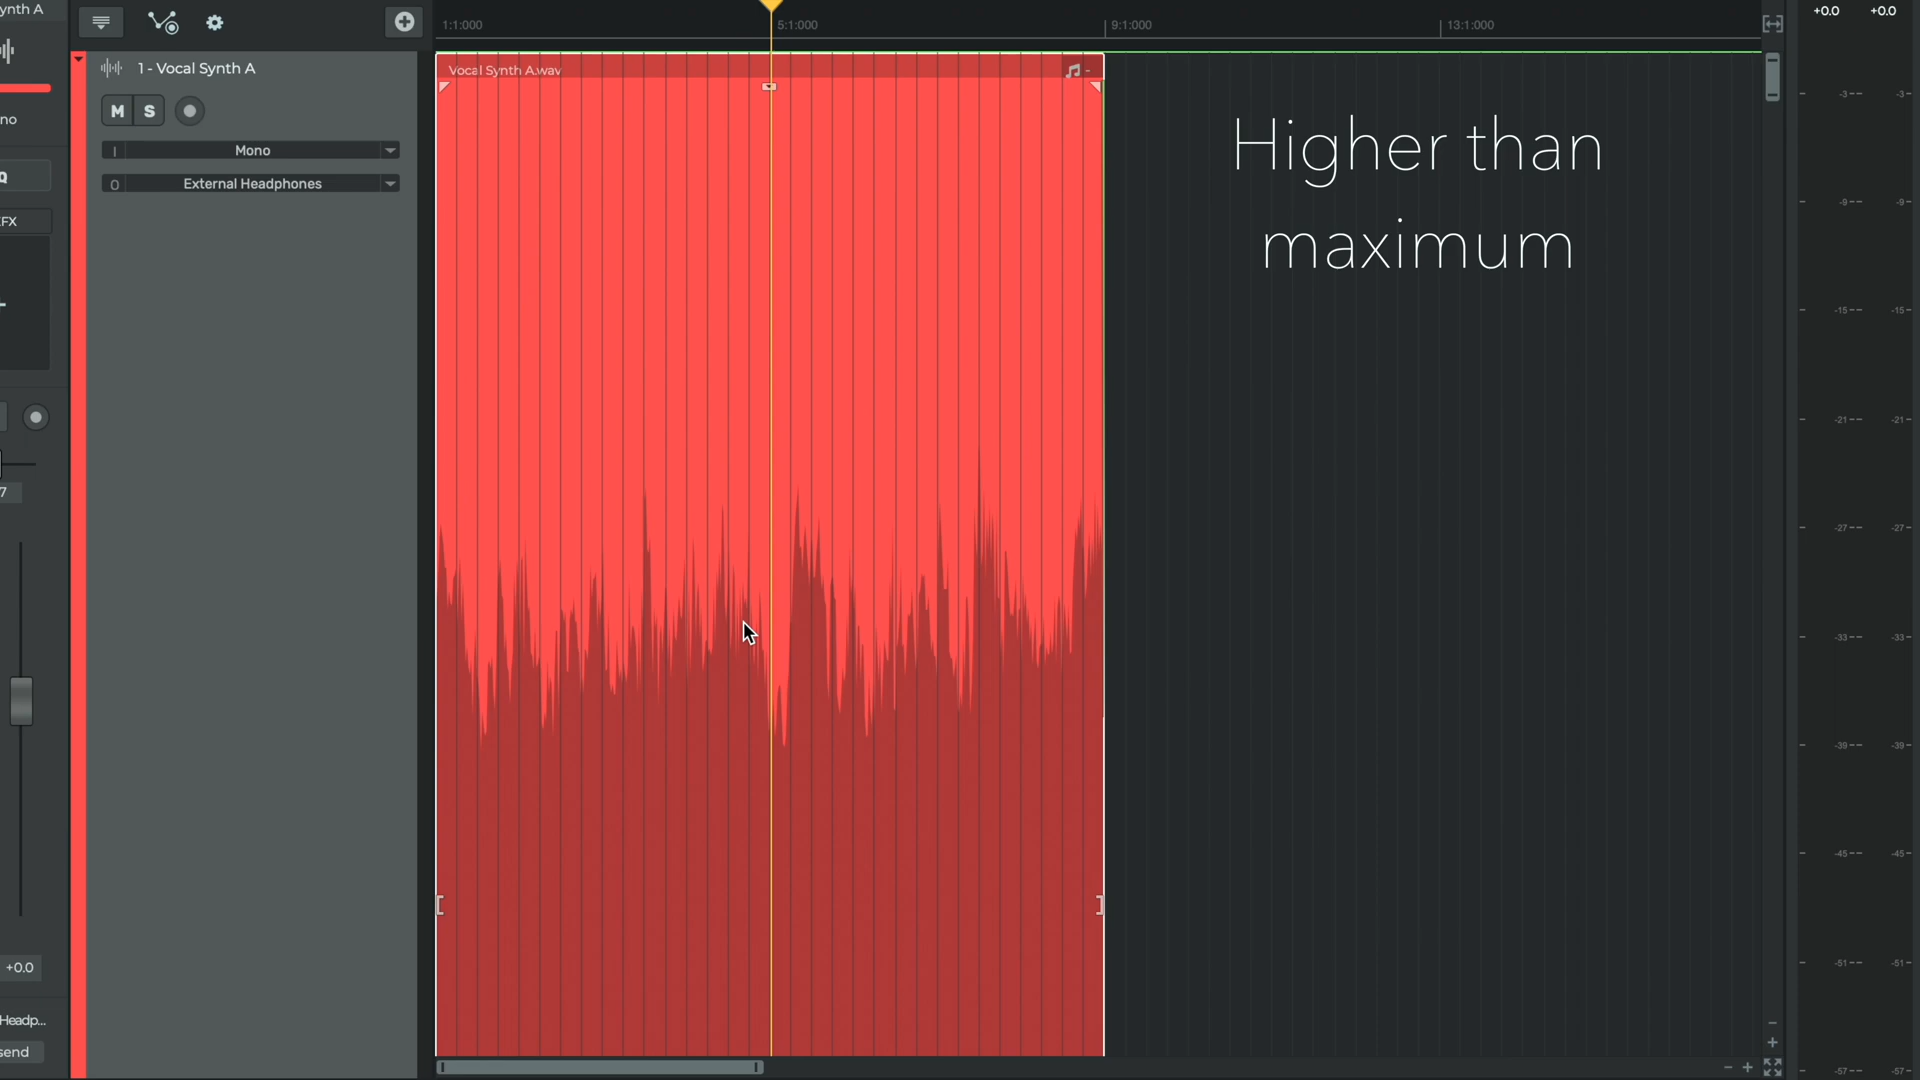 ynth A
1:1:000
5:1:000
9:1:000
13:1:000
+0.0 +0.0
1 - Vocal Synth A
Vocal Synth A.wav
M S
I Mono
O External Headphones
no
Q
FX
7
+0.0
Headp...
send
Higher than
maximum
-3 -3
-9 -9
-15 -15
-21 -21
-27 -27
-33 -33
-39 -39
-45 -45
-51 -51
-57 -57